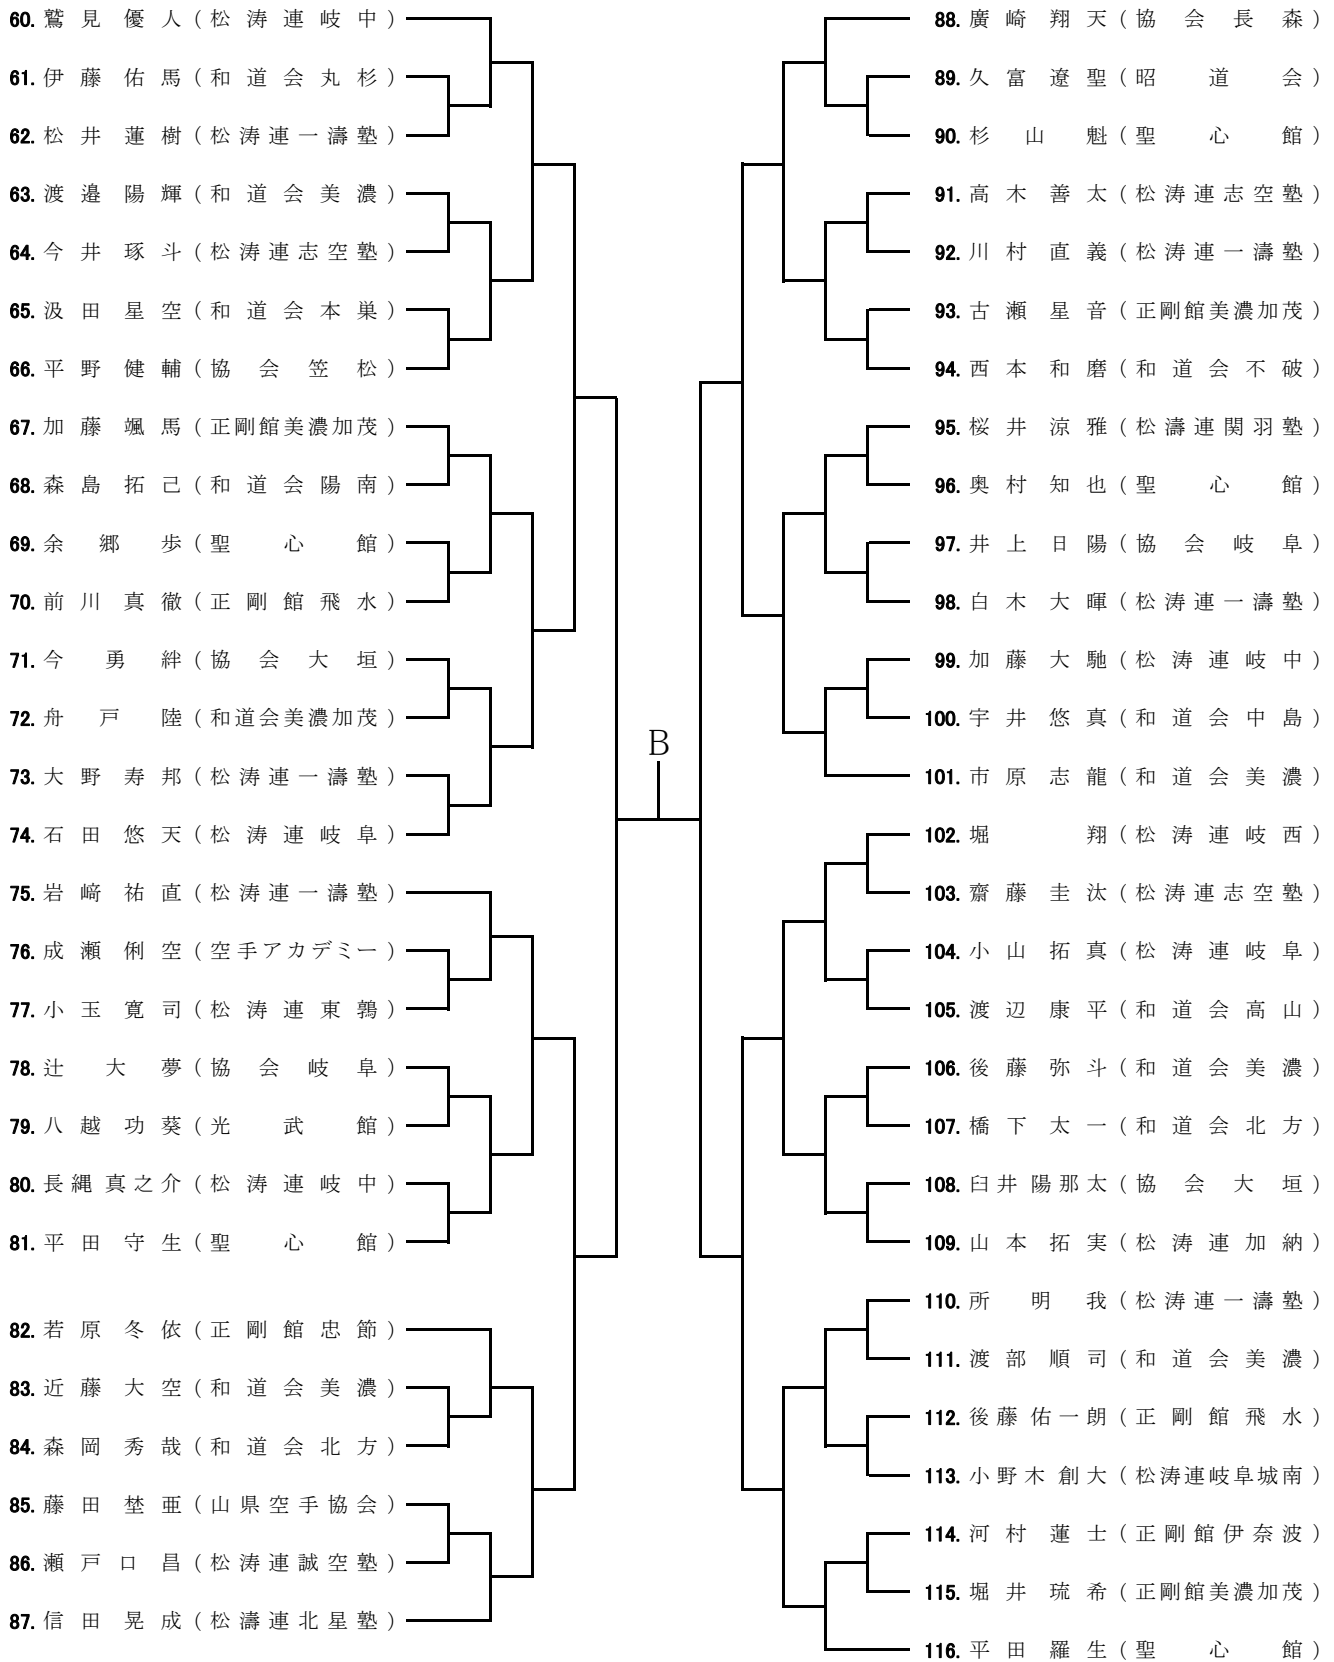 60. 鷲見優人(松涛連岐中)
61. 伊藤佑馬(和道会丸杉)
62. 松井蓮樹(松涛連一濤塾)
63. 渡邉陽輝(和道会美濃)
64. 今井琢斗(松涛連志空塾)
65. 汲田星空(和道会本巣)
66. 平野健輔(協会笠松)
67. 加藤颯馬(正剛館美濃加茂)
68. 森島拓己(和道会陽南)
69. 余郷歩(聖心館)
70. 前川真徹(正剛館飛水)
71. 今勇絆(協会大垣)
72. 舟戸陸(和道会美濃加茂)
73. 大野寿邦(松涛連一濤塾)
74. 石田悠天(松涛連岐阜)
75. 岩﨑祐直(松涛連一濤塾)
76. 成瀬俐空(空手アカデミー)
77. 小玉寛司(松涛連東鶉)
78. 辻大夢(協会岐阜)
79. 八越功葵(光武館)
80. 長縄真之介(松涛連岐中)
81. 平田守生(聖心館)
82. 若原冬依(正剛館忠節)
83. 近藤大空(和道会美濃)
84. 森岡秀哉(和道会北方)
85. 藤田埜亜(山県空手協会)
86. 瀬戸口昌(松涛連誠空塾)
87. 信田晃成(松濤連北星塾)
B
88. 廣崎翔天(協会長森)
89. 久富遼聖(昭道会)
90. 杉山魁(聖心館)
91. 高木善太(松涛連志空塾)
92. 川村直義(松涛連一濤塾)
93. 古瀬星音(正剛館美濃加茂)
94. 西本和磨(和道会不破)
95. 桜井涼雅(松濤連関羽塾)
96. 奥村知也(聖心館)
97. 井上日陽(協会岐阜)
98. 白木大暉(松涛連一濤塾)
99. 加藤大馳(松涛連岐中)
100. 宇井悠真(和道会中島)
101. 市原志龍(和道会美濃)
102. 堀翔(松涛連岐西)
103. 齋藤圭汰(松涛連志空塾)
104. 小山拓真(松涛連岐阜)
105. 渡辺康平(和道会高山)
106. 後藤弥斗(和道会美濃)
107. 橋下太一(和道会北方)
108. 臼井陽那太(協会大垣)
109. 山本拓実(松涛連加納)
110. 所明我(松涛連一濤塾)
111. 渡部順司(和道会美濃)
112. 後藤佑一朗(正剛館飛水)
113. 小野木創大(松涛連岐阜城南)
114. 河村蓮士(正剛館伊奈波)
115. 堀井琉希(正剛館美濃加茂)
116. 平田羅生(聖心館)